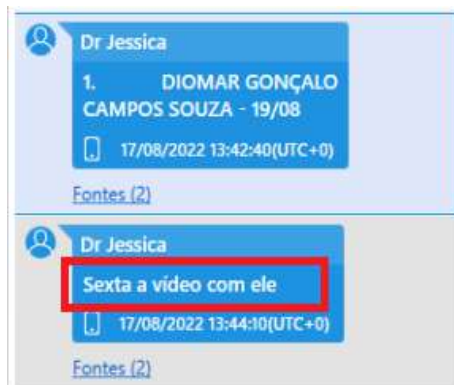 Dr Jessica
1. DIOMAR GONÇALO
CAMPOS SOUZA - 19/08
17/08/2022 13:42:40(UTC+0)
Fontes (2)
Dr Jessica
Sexta a vídeo com ele
17/08/2022 13:44:10(UTC+0)
Fontes (2)